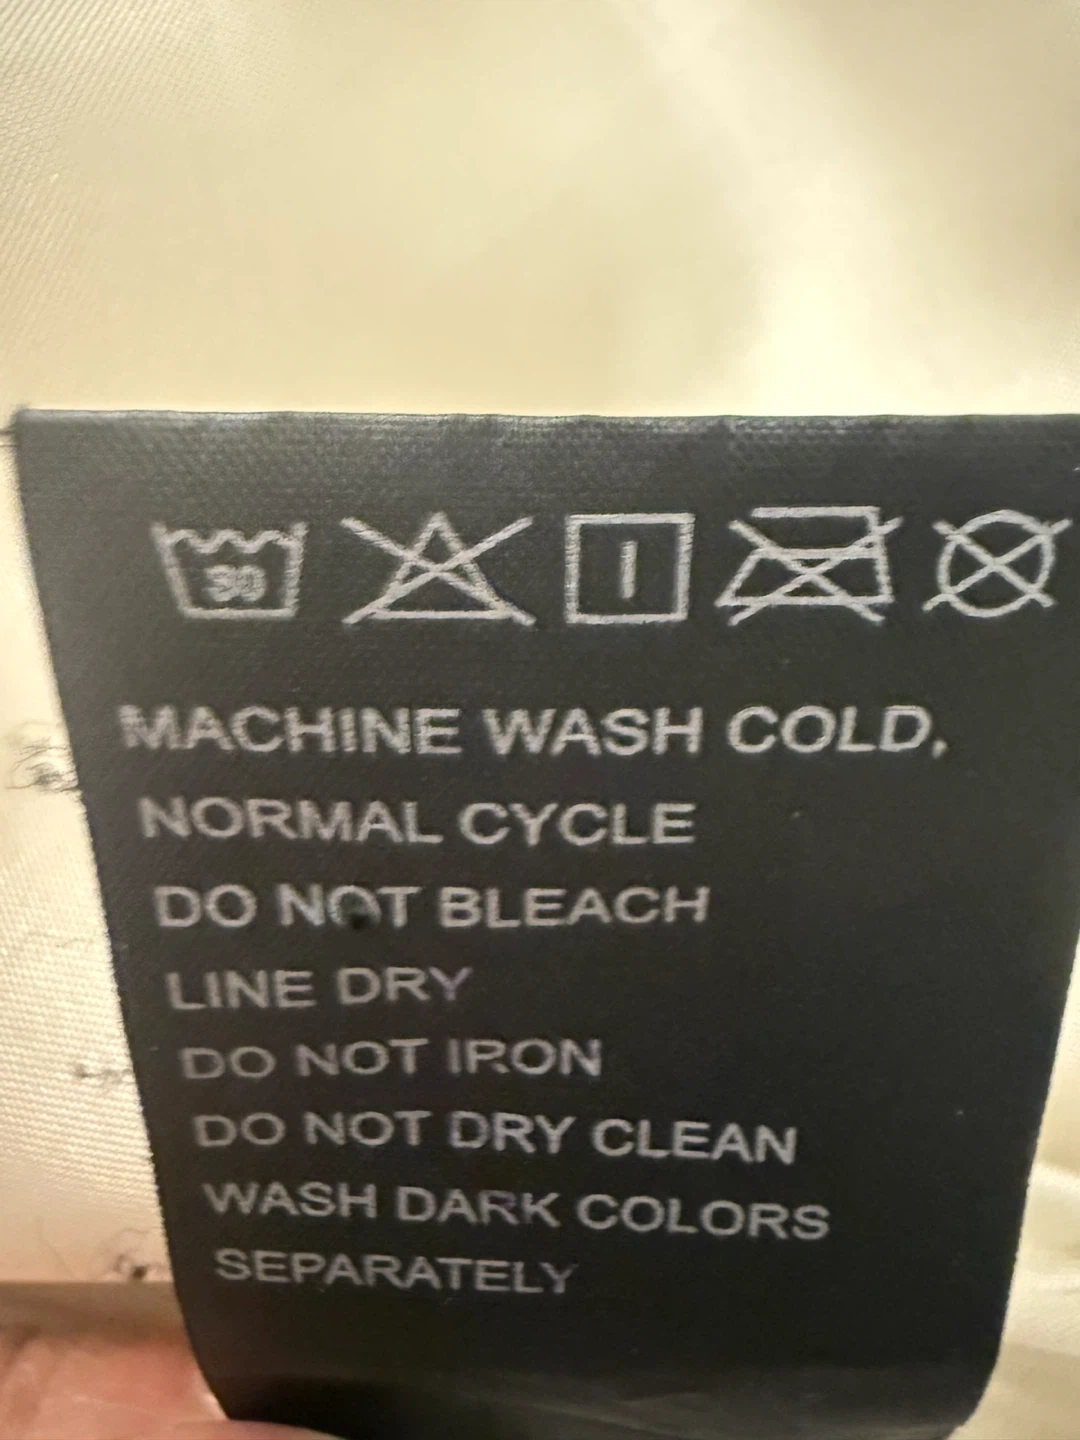 30
MACHINE WASH COLD,
NORMAL CYCLE
DO NOT BLEACH
LINE DRY
DO NOT IRON
DO NOT DRY CLEAN
WASH DARK COLORS
SEPARATELY